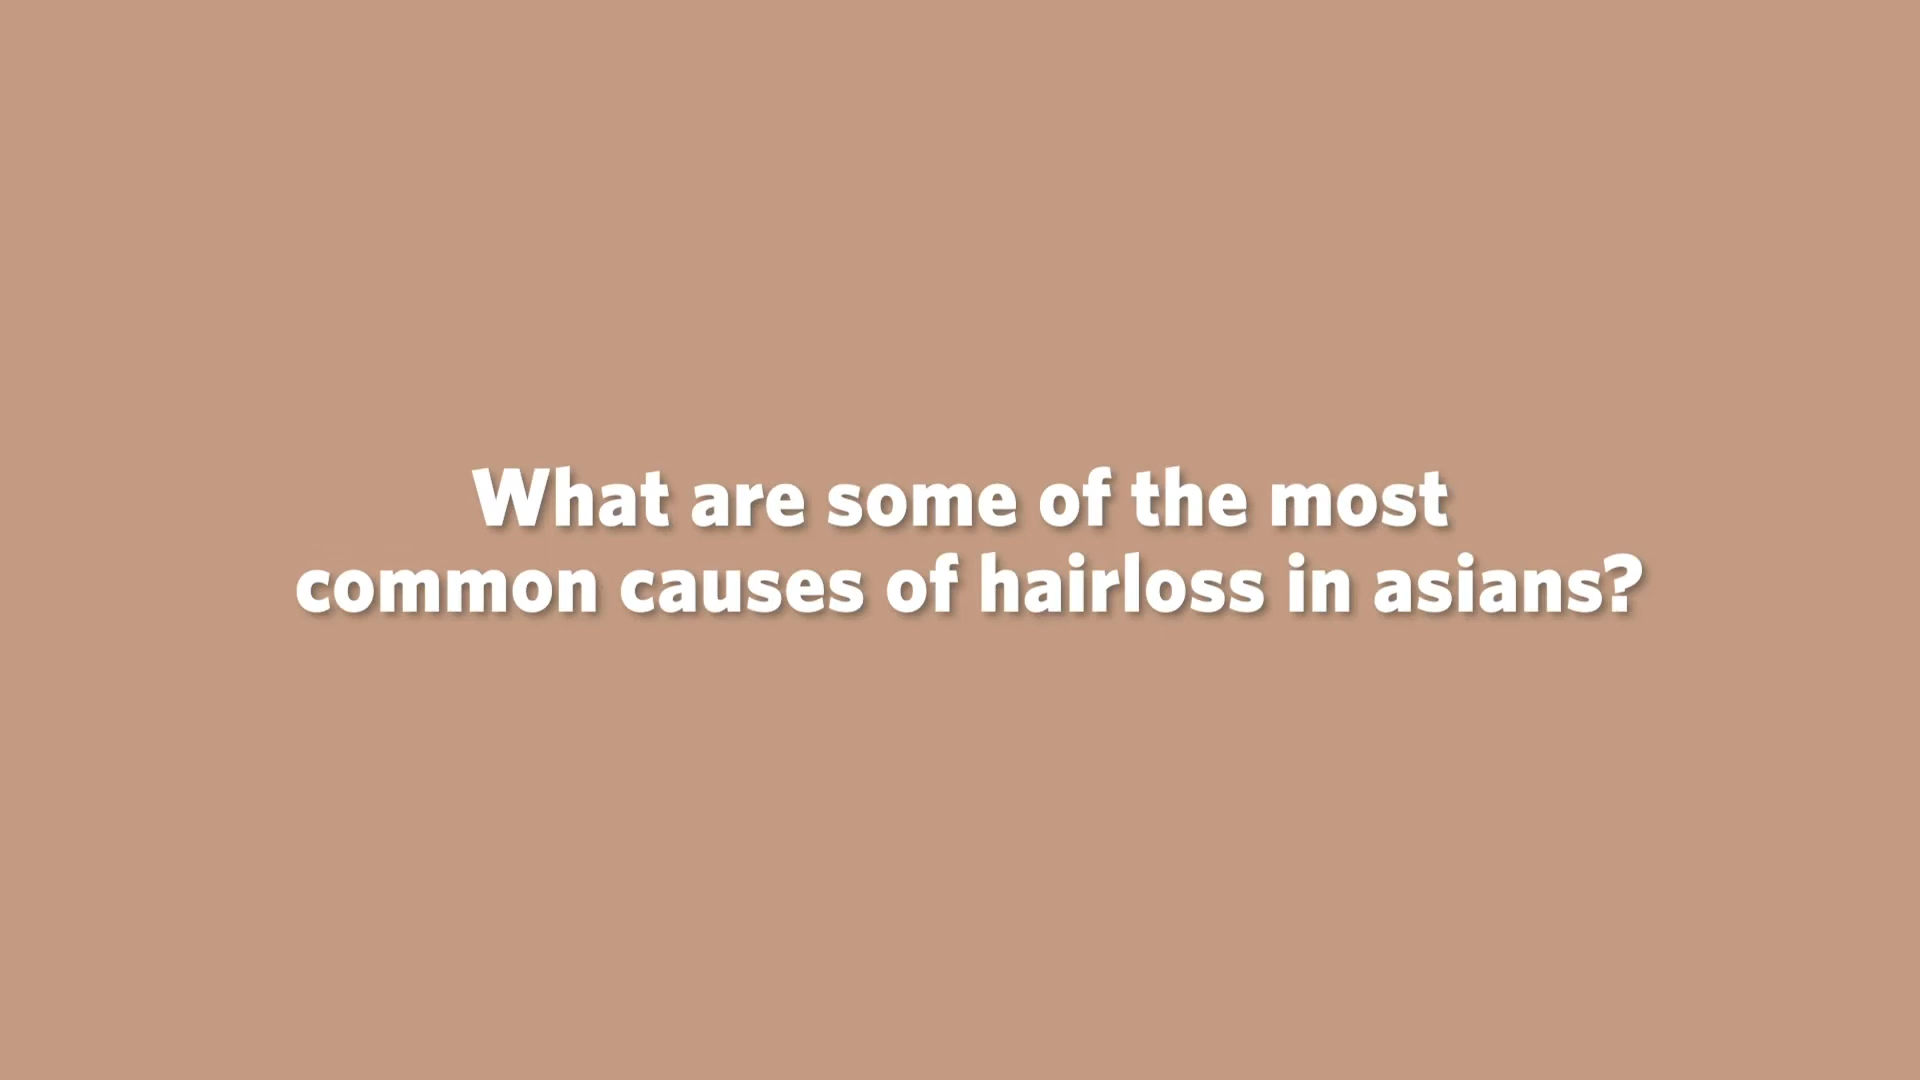 What are some of the most
common causes of hairloss in asians?